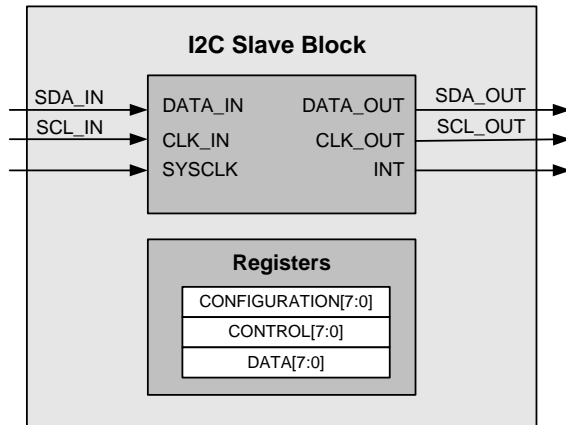 I2C Slave Block
SDA_IN DATA_IN DATA_OUT SDA_OUT
SCL_IN CLK_IN CLK_OUT SCL_OUT
SYSCLK INT
Registers
CONFIGURATION[7:0]
CONTROL[7:0]
DATA[7:0]